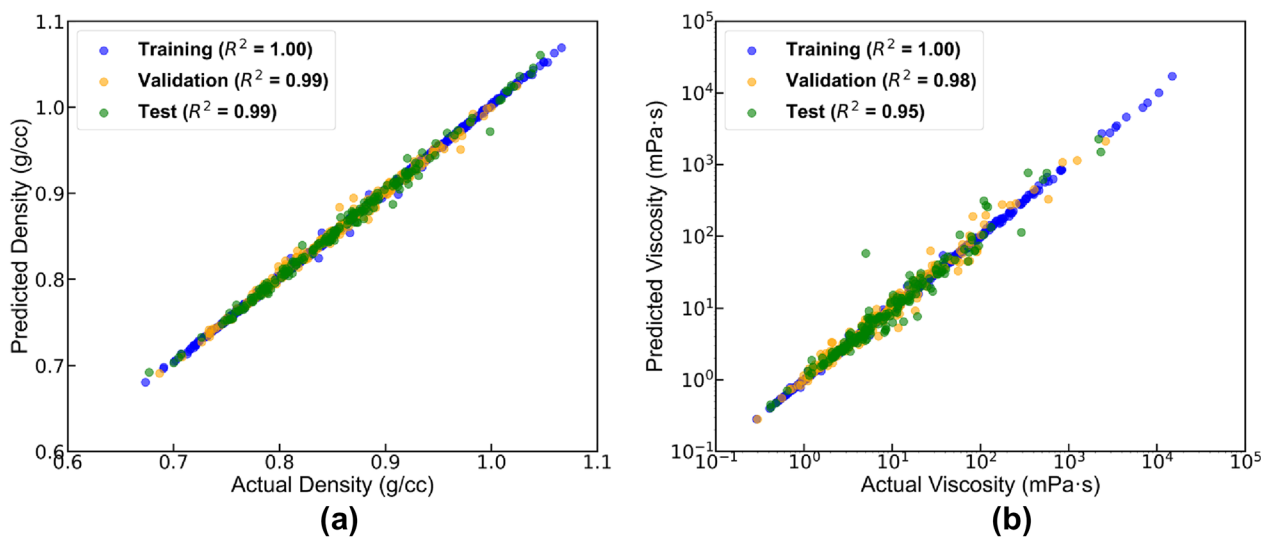 1.1
1.0
0.9
0.8
0.7
0.6
Predicted Density (g/cc)
Training (R² = 1.00)
Validation (R² = 0.99)
Test (R² = 0.99)
0.6 0.7 0.8 0.9 1.0 1.1
Actual Density (g/cc)
(a)
10⁵
10⁴
10³
10²
10¹
10⁰
10⁻¹
Predicted Viscosity (mPa·s)
Training (R² = 1.00)
Validation (R² = 0.98)
Test (R² = 0.95)
10⁻¹ 10⁰ 10¹ 10² 10³ 10⁴ 10⁵
Actual Viscosity (mPa·s)
(b)